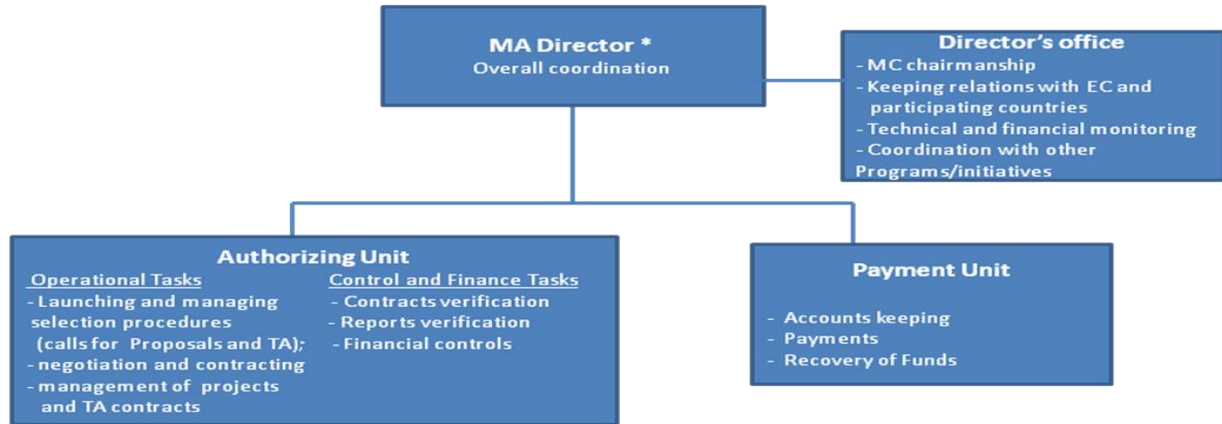 MA Director *
Overall coordination
Director's office
- MC chairmanship
- Keeping relations with EC and
participating countries
- Technical and financial monitoring
- Coordination with other
Programs/initiatives
Authorizing Unit
Operational Tasks
- Launching and managing
selection procedures
(calls for Proposals and TA);
- negotiation and contracting
- management of projects
and TA contracts
Control and Finance Tasks
- Contracts verification
- Reports verification
- Financial controls
Payment Unit
- Accounts keeping
- Payments
- Recovery of Funds